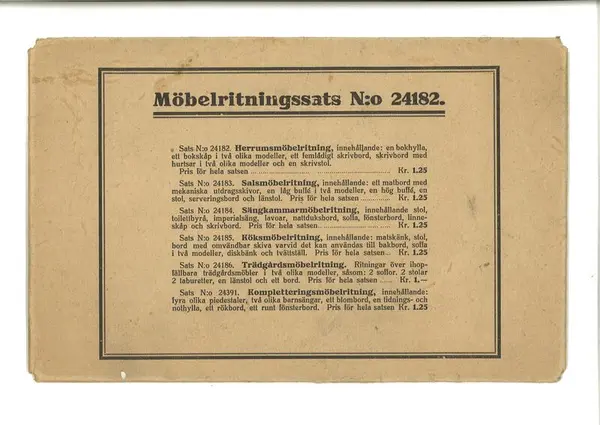 Möbelritningssats N:o 24182.
Sats N:o 24182. Herrumsmöbelritning, innehållande: en bokhylla,
ett bokskåp i två olika modeller, ett femlådigt skrivbord, skrivbord med
hurtsar i två olika modeller och en skrivstol.
Pris för hela satsen ........ ........ Kr. 1.25
Sats N:o 24183. Salsmöbelritning, innehållande: ett matbord med
mekaniska utdragsskivor, en låg buffé i två modeller, en hög buffé, en
stol, serveringsbord och länstol. Pris för hela satsen ..... Kr. 1.25
Sats N:o 24184. Sängkammarmöbelritning, innehållande stol,
toilettbyrå, imperialsäng, lavoar, nattduksbord, soffa, fönsterbord, linne-
skåp och skrivbord. Pris för hela satsen ........ Kr. 1.25
Sats N:o 24185. Köksmöbelritning, innehållande: matskänk, stol,
bord med omvändbar skiva varvid det kan användas till bakbord, soffa
i två modeller, diskbänk och tvättställ. Pris för hela satsen Kr. 1.25
Sats N:o 24186. Trädgårdsmöbelritning. Ritningar över ihop-
fällbara trädgårdsmöbler i två olika modeller, såsom: 2 soffor. 2 stolar
2 taburetter, en länstol och ett bord. Pris för hela satsen ..... Kr. 1.—
Sats N:o 24391. Kompletteringsmöbelritning, innehållande:
fyra olika piedestaler, två olika barnsängar, ett blombord, en tidnings- och
nothylla, ett rökbord, ett runt fönsterbord. Pris för hela satsen Kr. 1.25